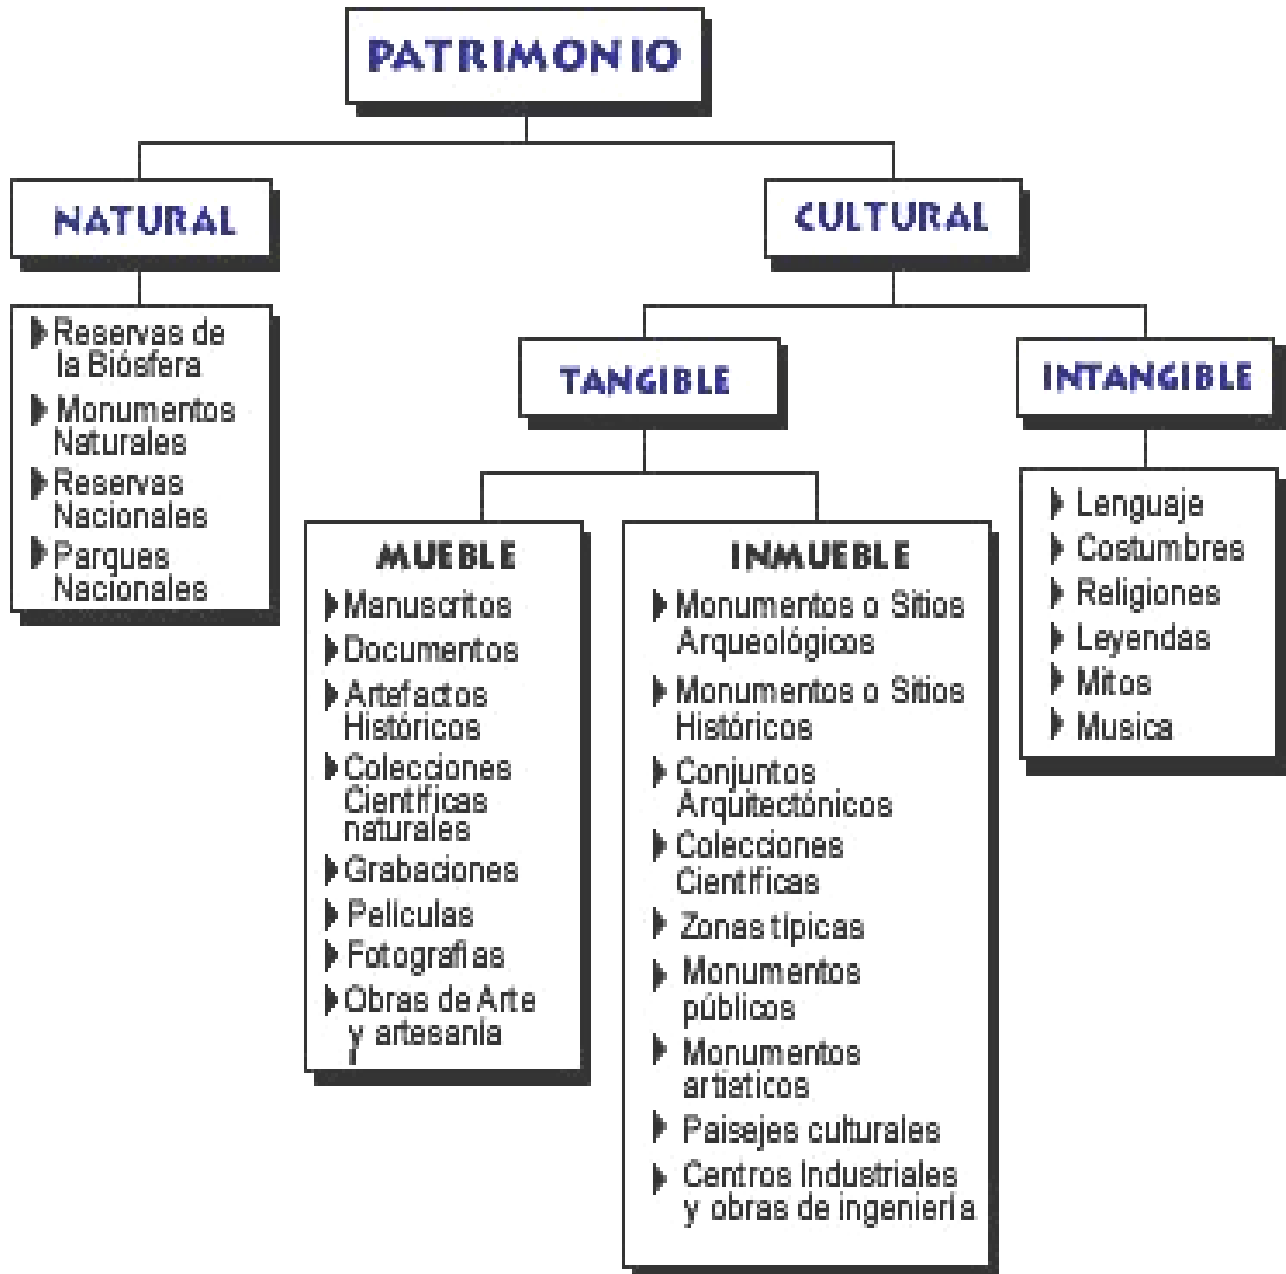 PATRIMONIO
NATURAL
Reservas de
la Biósfera
Monumentos
Naturales
Reservas
Nacionales
Parques
Nacionales
CULTURAL
TANGIBLE
MUEBLE
Manuscritos
Documentos
Artefactos
Históricos
Colecciones
Científicas
naturales
Grabaciones
Películas
Fotografías
Obras de Arte
y artesanía
INMUEBLE
Monumentos o Sitios
Arqueológicos
Monumentos o Sitios
Históricos
Conjuntos
Arquitectónicos
Colecciones
Científicas
Zonas típicas
Monumentos
públicos
Monumentos
artiaticos
Paisejes culturales
Centros Industriales
y obras de ingeniería
INTANGIBLE
Lenguaje
Costumbres
Religiones
Leyendas
Mitos
Musica